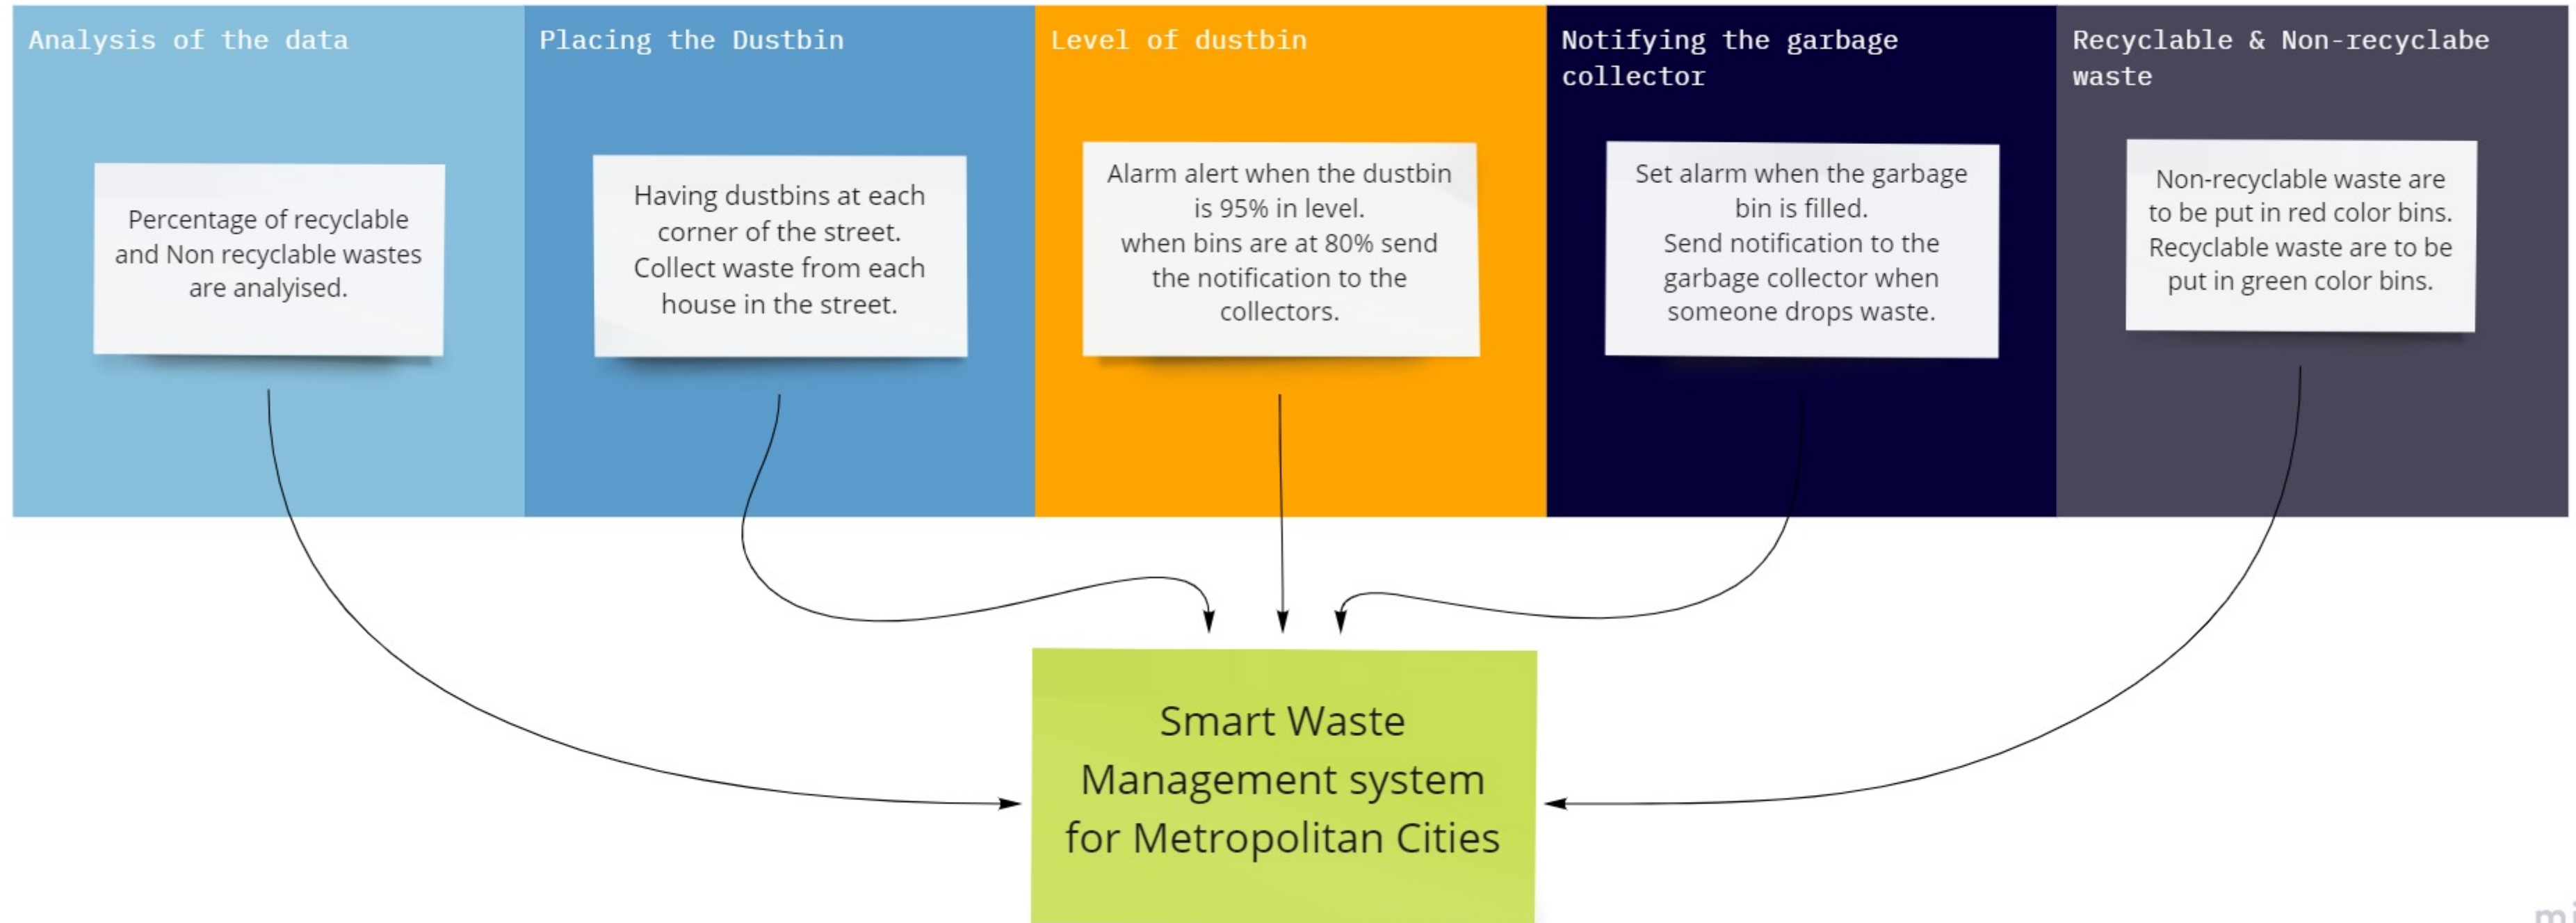 Analysis of the data
Percentage of recyclable
and Non recyclable wastes
are analyised.
Placing the Dustbin
Having dustbins at each
corner of the street.
Collect waste from each
house in the street.
Level of dustbin
Alarm alert when the dustbin
is 95% in level.
when bins are at 80% send
the notification to the
collectors.
Notifying the garbage
collector
Set alarm when the garbage
bin is filled.
Send notification to the
garbage collector when
someone drops waste.
Recyclable & Non-recyclabe
waste
Non-recyclable waste are
to be put in red color bins.
Recyclable waste are to be
put in green color bins.
Smart Waste
Management system
for Metropolitan Cities